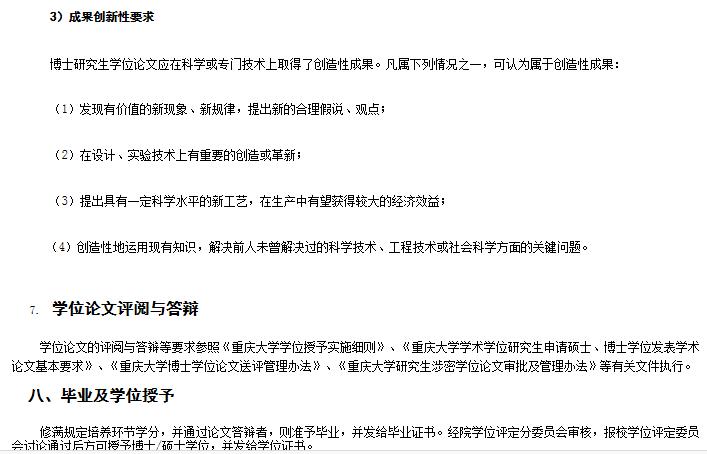 3）成果创新性要求
博士研究生学位论文应在科学或专门技术上取得了创造性成果。凡属下列情况之一，可认为属于创造性成果：
（1）发现有价值的新现象、新规律，提出新的合理假说、观点；
（2）在设计、实验技术上有重要的创造或革新；
（3）提出具有一定科学水平的新工艺，在生产中有望获得较大的经济效益；
（4）创造性地运用现有知识，解决前人未曾解决过的科学技术、工程技术或社会科学方面的关键问题。
7. 学位论文评阅与答辩
学位论文的评阅与答辩等要求参照《重庆大学学位授予实施细则》、《重庆大学学术学位研究生申请硕士、博士学位发表学术
论文基本要求》、《重庆大学博士学位论文送评管理办法》、《重庆大学研究生涉密学位论文审批及管理办法》等有关文件执行。
八、毕业及学位授予
修满规定培养环节学分，并通过论文答辩者，则准予毕业，并发给毕业证书。经院学位评定分委员会审核，报校学位评定委员
会讨论通过后方可授予博士/硕士学位，并发给学位证书。